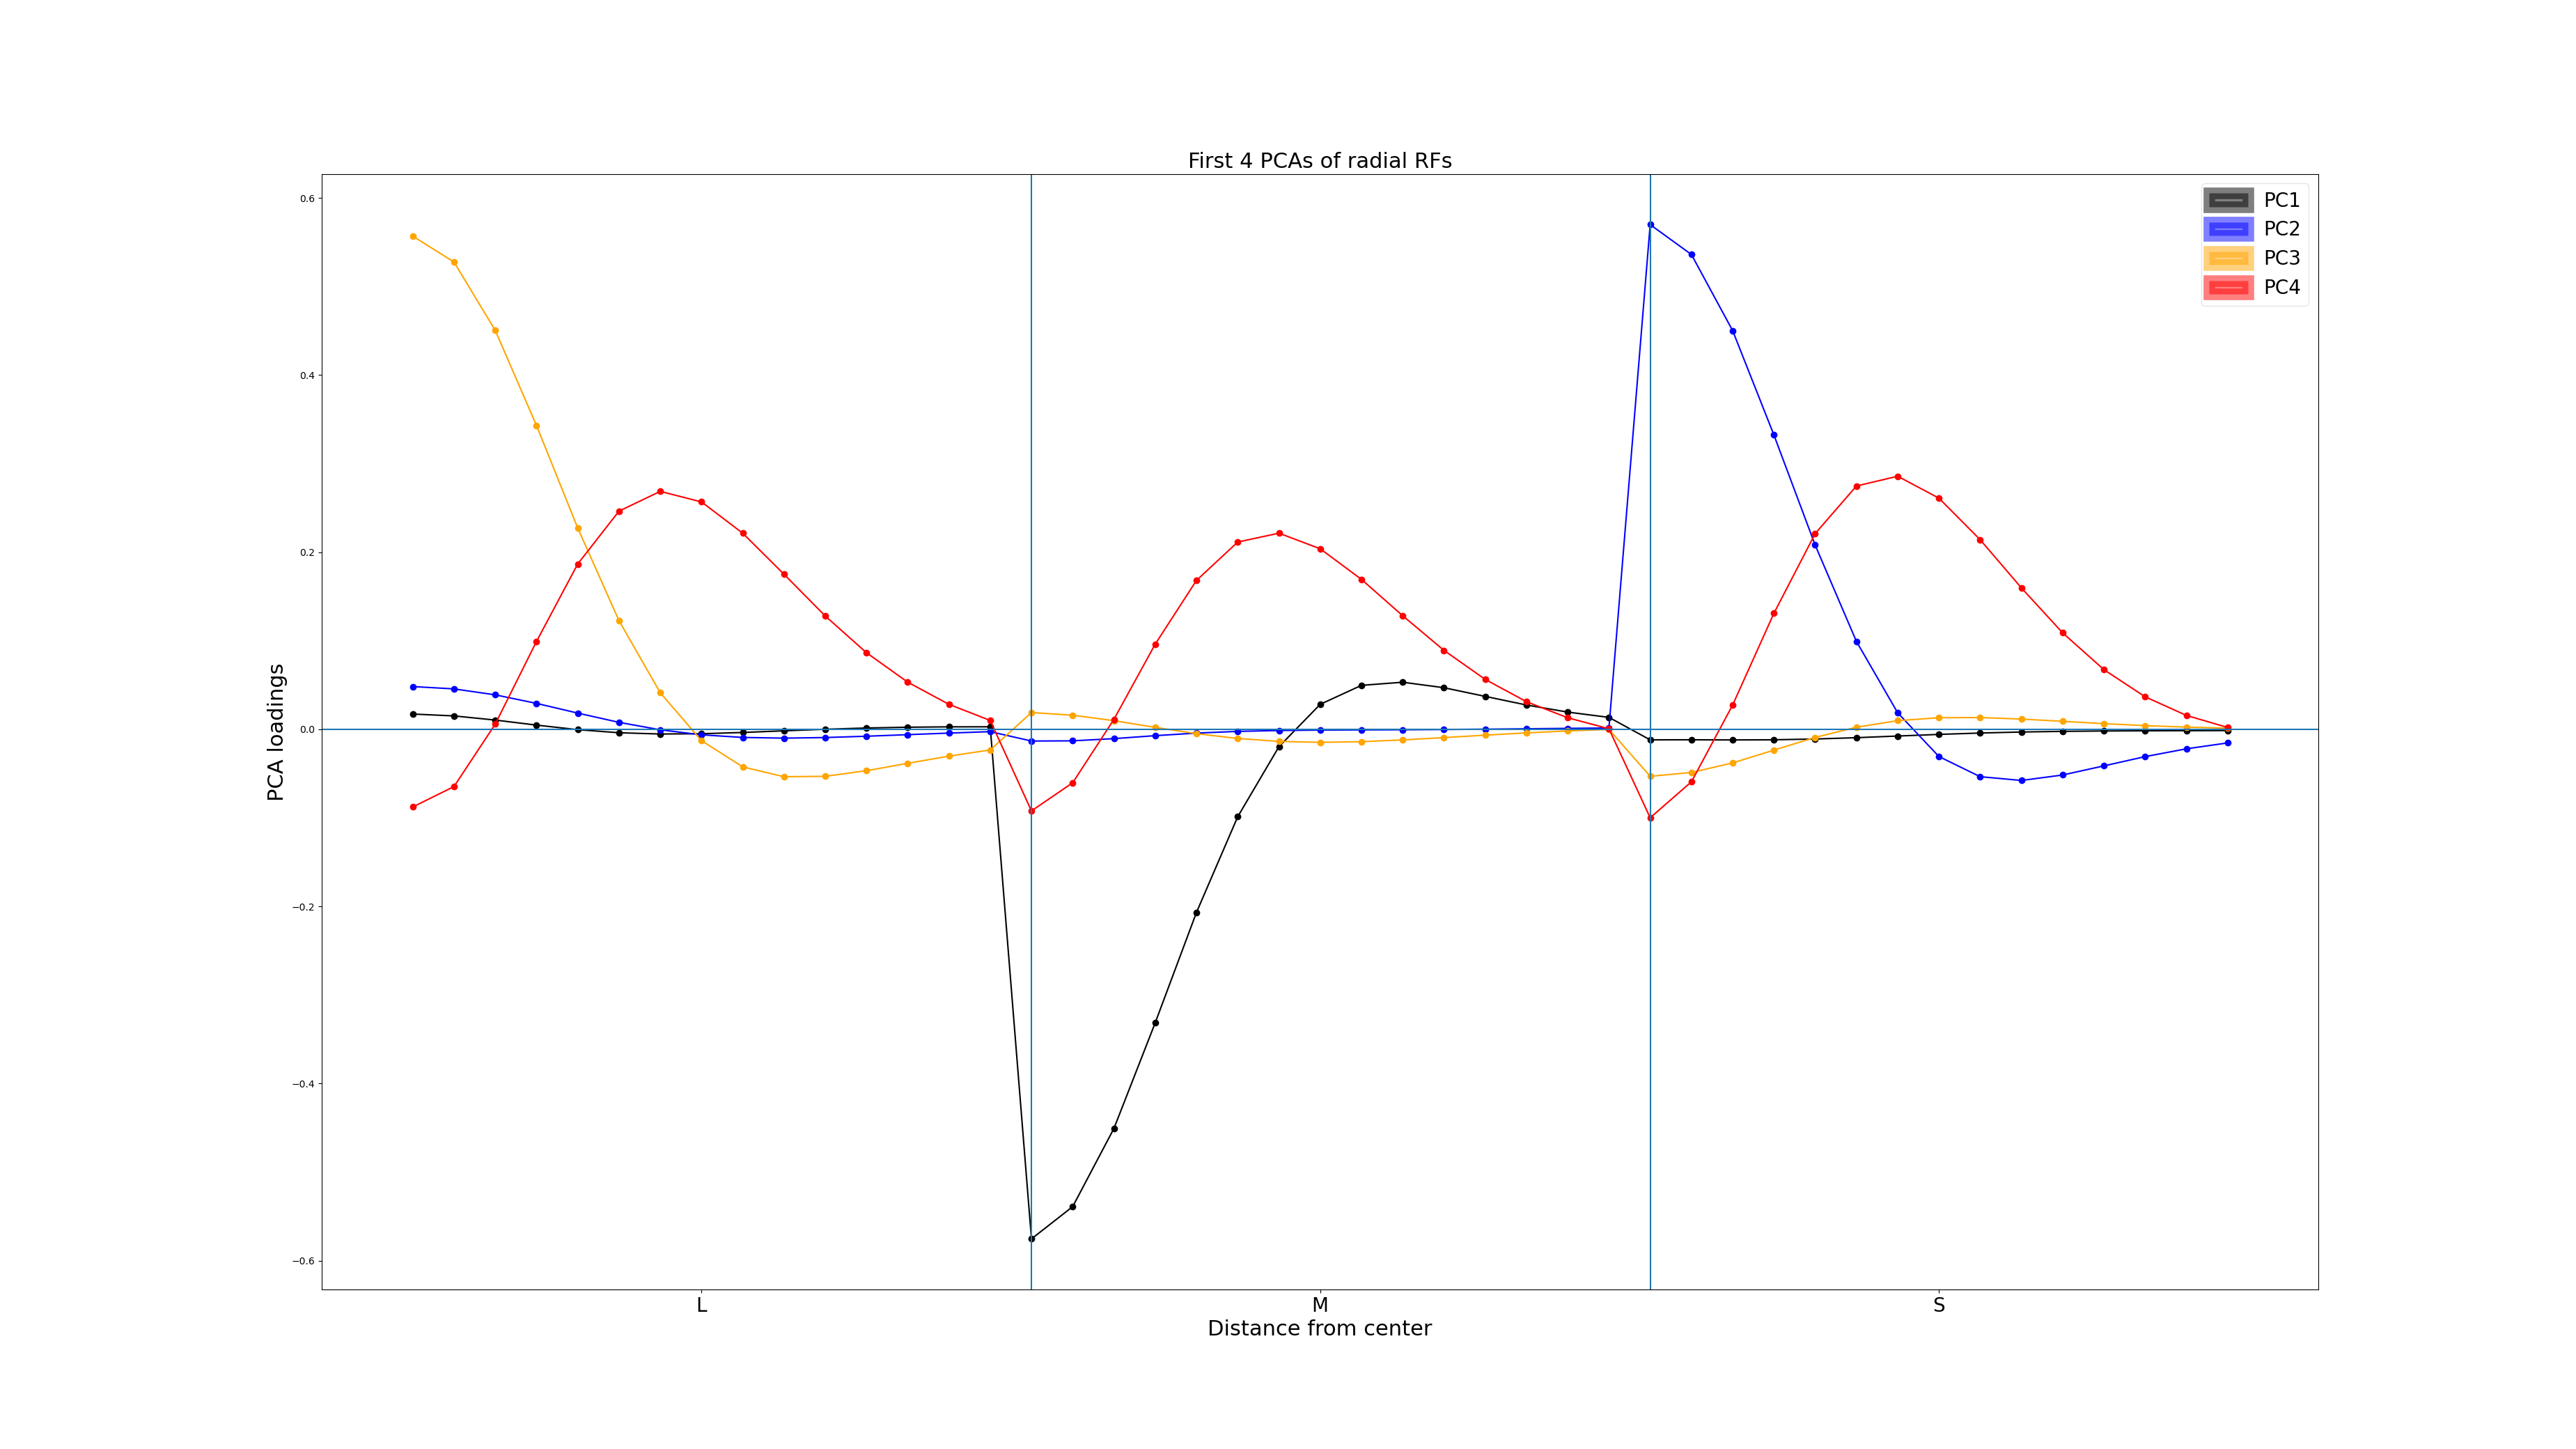 First 4 PCAs of radial RFs
PC1
PC2
PC3
PC4
0.6
0.4
0.2
0.0
−0.2
−0.4
−0.6
PCA loadings
L M S
Distance from center